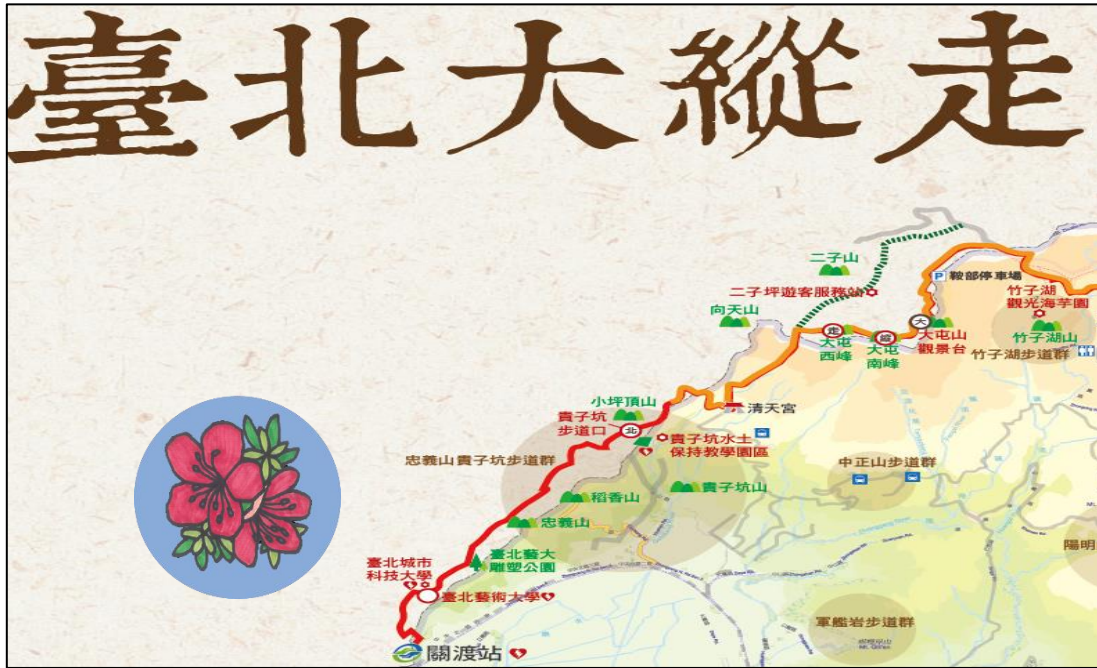 臺北大縱走
二子山
P 鞍部停車場
二子坪遊客服務站
竹子湖
觀光海芋園
向天山
走
縱
大
大屯
西峰
大屯
南峰
大屯山
觀景台
竹子湖山
竹子湖步道群
小坪頂山
清天宮
貴子坑
步道口
北
貴子坑水土
保持教學園區
忠義山貴子坑步道群
中正山步道群
稻香山
貴子坑山
忠義山
陽明
臺北藝大
雕塑公園
臺北城市
科技大學
臺北藝術大學
軍艦岩步道群
關渡站